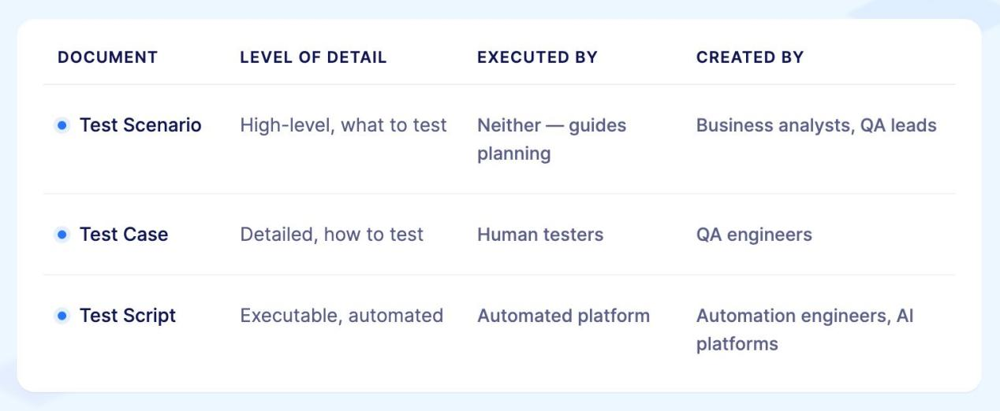 DOCUMENT LEVEL OF DETAIL EXECUTED BY CREATED BY
Test Scenario High-level, what to test Neither — guides Business analysts, QA leads
planning
Test Case Detailed, how to test Human testers QA engineers
Test Script Executable, automated Automated platform Automation engineers, AI
platforms